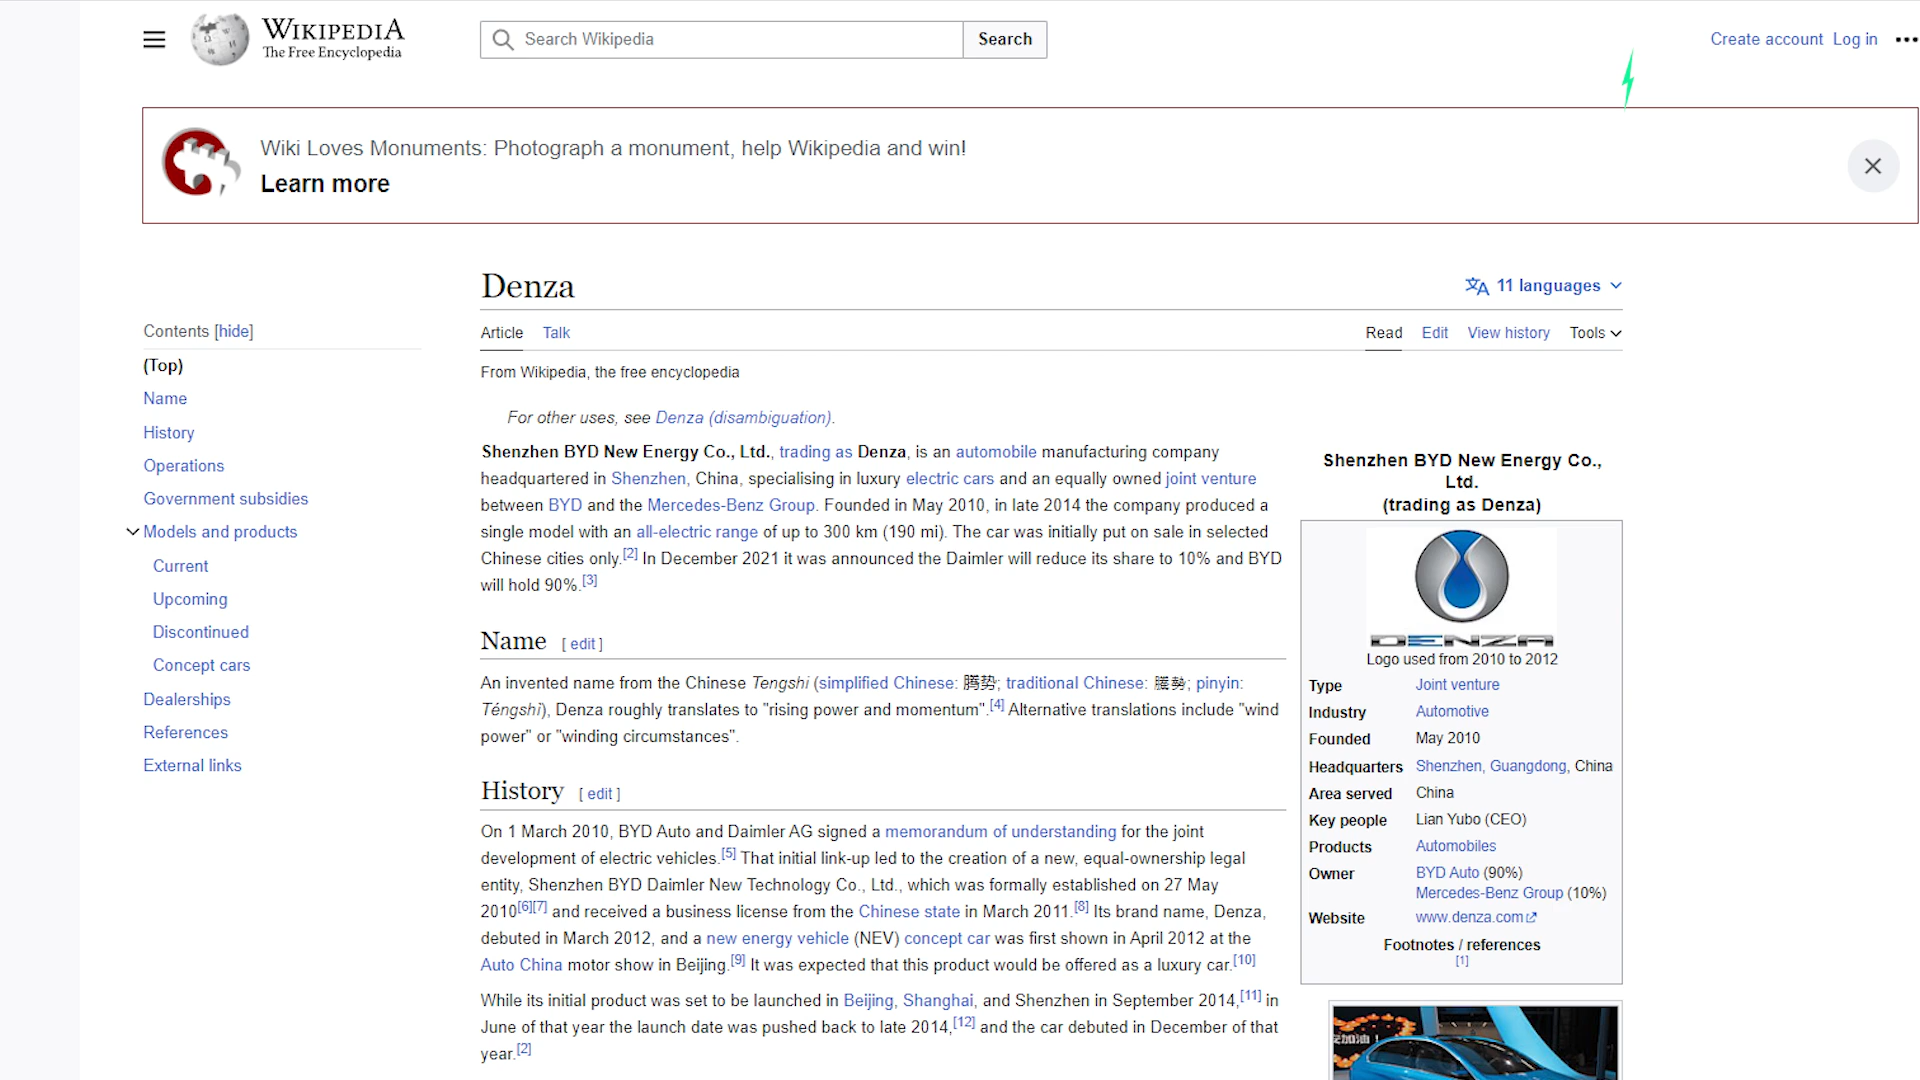 WIKIPEDIA
The Free Encyclopedia
Search Wikipedia
Search
Create account Log in
Wiki Loves Monuments: Photograph a monument, help Wikipedia and win!
Learn more
Denza
11 languages
Contents [hide]
(Top)
Name
History
Operations
Government subsidies
Models and products
Current
Upcoming
Discontinued
Concept cars
Dealerships
References
External links
Article Talk
Read Edit View history Tools
From Wikipedia, the free encyclopedia
For other uses, see Denza (disambiguation).
Shenzhen BYD New Energy Co., Ltd., trading as Denza, is an automobile manufacturing company
headquartered in Shenzhen, China, specialising in luxury electric cars and an equally owned joint venture
between BYD and the Mercedes-Benz Group. Founded in May 2010, in late 2014 the company produced a
single model with an all-electric range of up to 300 km (190 mi). The car was initially put on sale in selected
Chinese cities only.[2] In December 2021 it was announced the Daimler will reduce its share to 10% and BYD
will hold 90%.[3]
Name [ edit ]
An invented name from the Chinese Tengshi (simplified Chinese: 腾势; traditional Chinese: 騰勢; pinyin:
Téngshì), Denza roughly translates to "rising power and momentum".[4] Alternative translations include "wind
power" or "winding circumstances".
History [ edit ]
On 1 March 2010, BYD Auto and Daimler AG signed a memorandum of understanding for the joint
development of electric vehicles.[5] That initial link-up led to the creation of a new, equal-ownership legal
entity, Shenzhen BYD Daimler New Technology Co., Ltd., which was formally established on 27 May
2010[6][7] and received a business license from the Chinese state in March 2011.[8] Its brand name, Denza,
debuted in March 2012, and a new energy vehicle (NEV) concept car was first shown in April 2012 at the
Auto China motor show in Beijing.[9] It was expected that this product would be offered as a luxury car.[10]
While its initial product was set to be launched in Beijing, Shanghai, and Shenzhen in September 2014,[11] in
June of that year the launch date was pushed back to late 2014,[12] and the car debuted in December of that
year.[2]
Shenzhen BYD New Energy Co.,
Ltd.
(trading as Denza)
DENZA
Logo used from 2010 to 2012
Type Joint venture
Industry Automotive
Founded May 2010
Headquarters Shenzhen, Guangdong, China
Area served China
Key people Lian Yubo (CEO)
Products Automobiles
Owner BYD Auto (90%)
Mercedes-Benz Group (10%)
Website www.denza.com
Footnotes / references
[1]